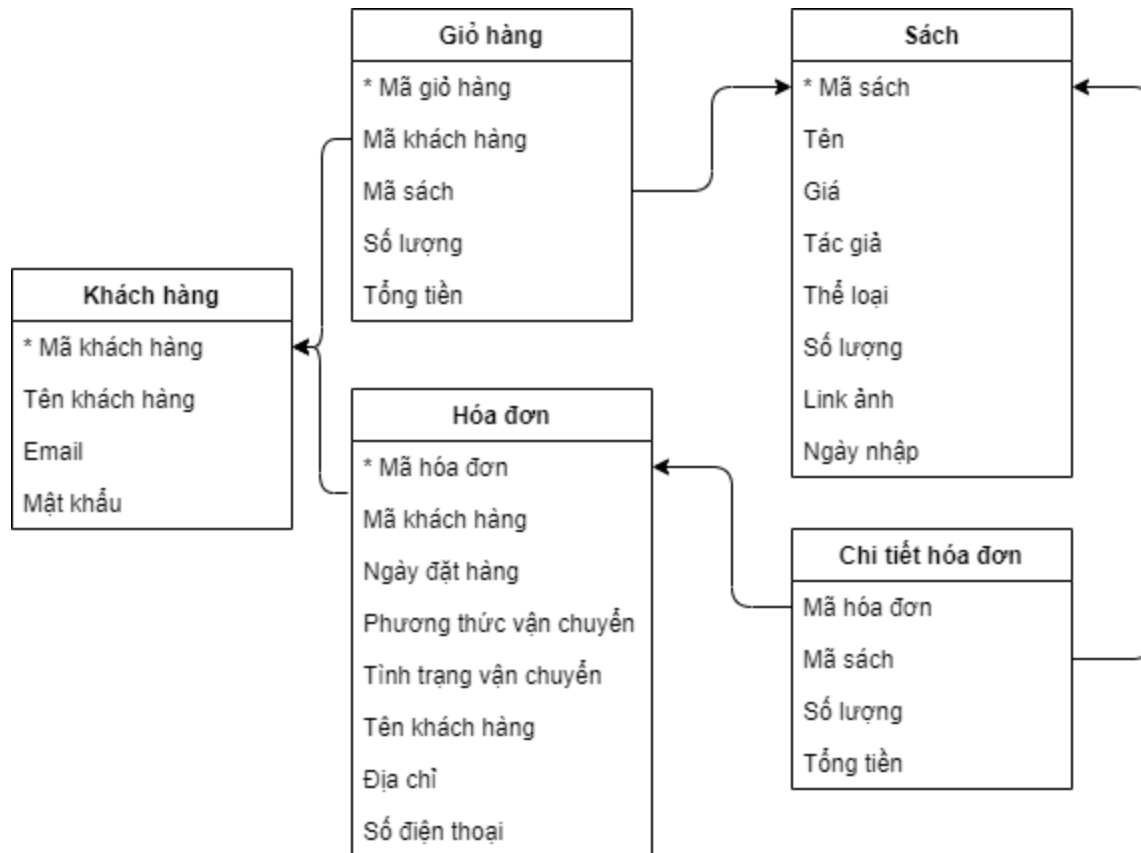 Giỏ hàng
* Mã giỏ hàng
Mã khách hàng
Mã sách
Số lượng
Tổng tiền
Sách
* Mã sách
Tên
Giá
Tác giả
Thể loại
Số lượng
Link ảnh
Ngày nhập
Khách hàng
* Mã khách hàng
Tên khách hàng
Email
Mật khẩu
Hóa đơn
* Mã hóa đơn
Mã khách hàng
Ngày đặt hàng
Phương thức vận chuyển
Tình trạng vận chuyển
Tên khách hàng
Địa chỉ
Số điện thoại
Chi tiết hóa đơn
Mã hóa đơn
Mã sách
Số lượng
Tổng tiền